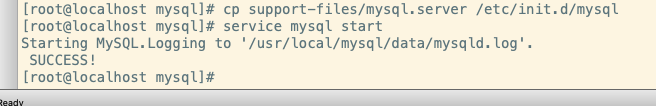 [root@localhost mysql]# cp support-files/mysql.server /etc/init.d/mysql
[root@localhost mysql]# service mysql start
Starting MySQL.Logging to '/usr/local/mysql/data/mysqld.log'.
 SUCCESS!
[root@localhost mysql]#
Ready